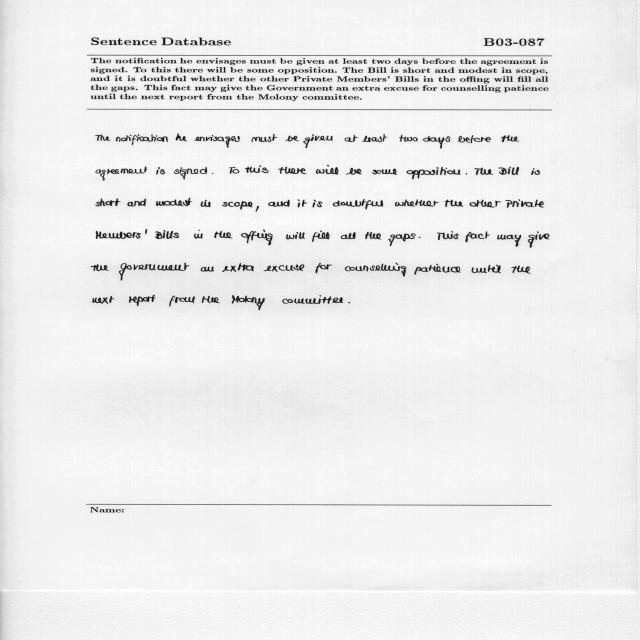 Sentence Database B03-087
The notification he envisages must be given at least two days before the agreement is
signed. To this there will be some opposition. The Bill is short and modest in scope,
and it is doubtful whether the other Private Members' Bills in the offing will fill all
the gaps. This fact may give the Government an extra excuse for counselling patience
until the next report from the Molony committee.
The notification he envisages must be given at least two days before the
agreement is signed. To this there will be some opposition. The Bill is
short and modest in scope, and it is doubtful whether the other Private
Members' Bills in the offing will fill all the gaps. This fact may give
the government an extra excuse for counselling patience until the
next report from the Molony committee.
Name: